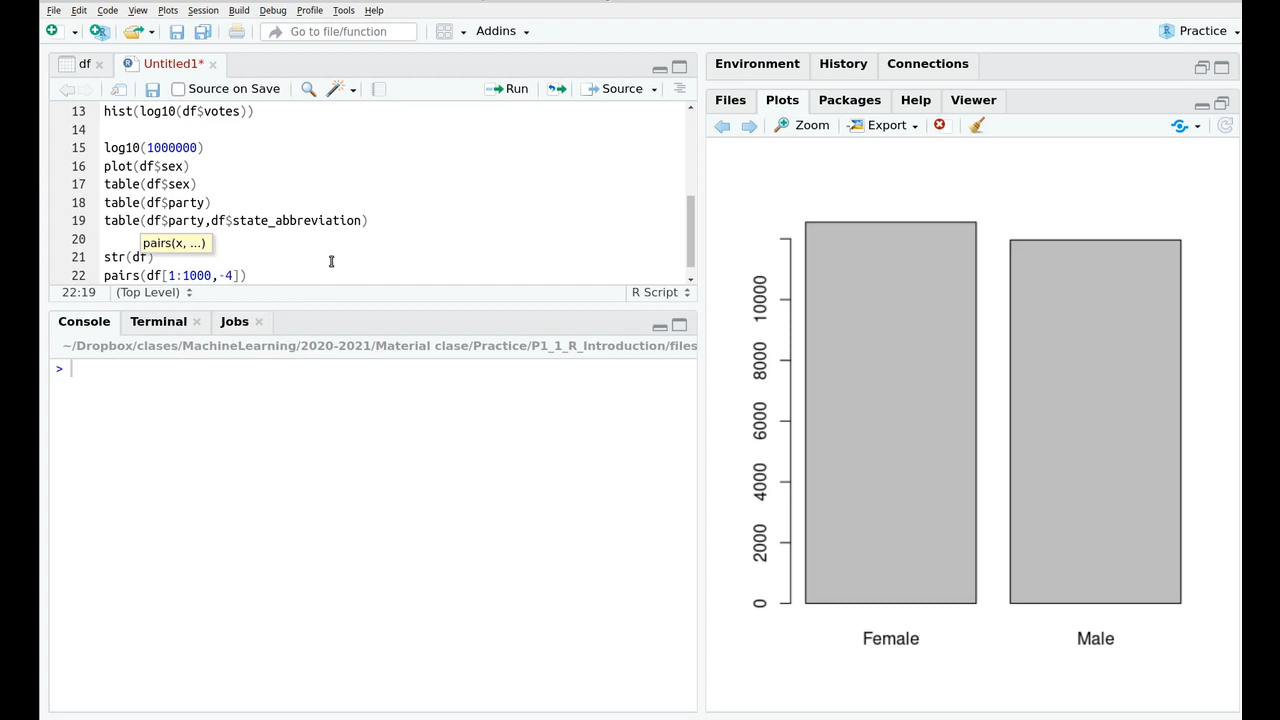 File Edit Code View Plots Session Build Debug Profile Tools Help
Go to file/function Addins Practice
df Untitled1*
Source on Save Run Source
13 hist(log10(df$votes))
14
15 log10(1000000)
16 plot(df$sex)
17 table(df$sex)
18 table(df$party)
19 table(df$party,df$state_abbreviation)
20
pairs(x, ...)
21 str(df)
22 pairs(df[1:1000,-4])
22:19 (Top Level) R Script
Console Terminal Jobs
~/Dropbox/clases/MachineLearning/2020-2021/Material clase/Practice/P1_1_R_Introduction/files
>
Environment History Connections
Files Plots Packages Help Viewer
Zoom Export
10000
8000
6000
4000
2000
0
Female Male